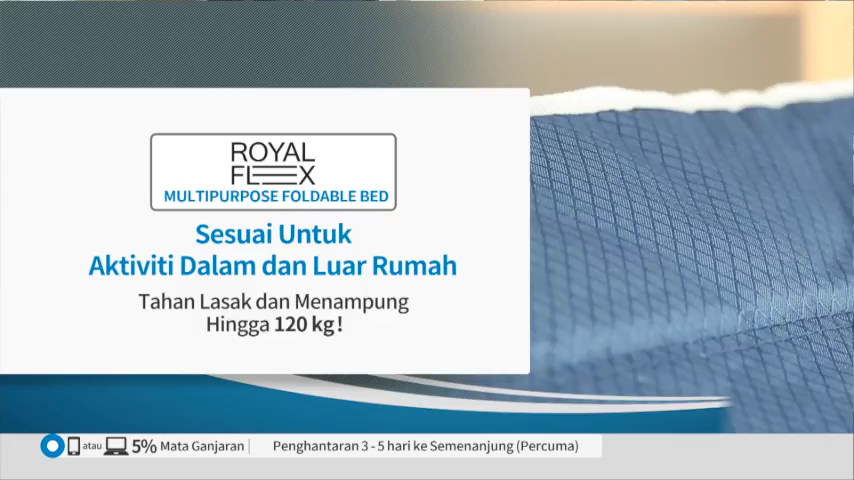 ROYAL
FLEX
MULTIPURPOSE FOLDABLE BED
Sesuai Untuk
Aktiviti Dalam dan Luar Rumah
Tahan Lasak dan Menampung
Hingga 120 kg!
atau 5% Mata Ganjaran | Penghantaran 3 - 5 hari ke Semenanjung (Percuma)